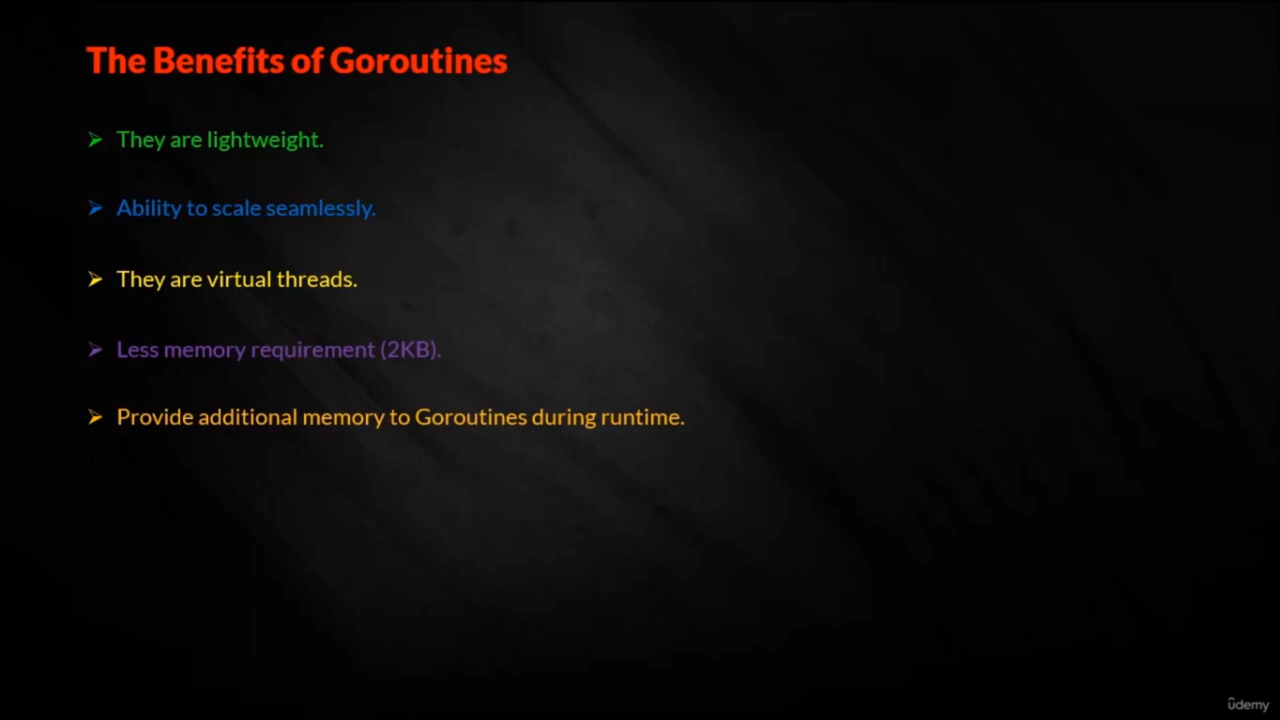 The Benefits of Goroutines
➢ They are lightweight.
➢ Ability to scale seamlessly.
➢ They are virtual threads.
➢ Less memory requirement (2KB).
➢ Provide additional memory to Goroutines during runtime.
ûdemy